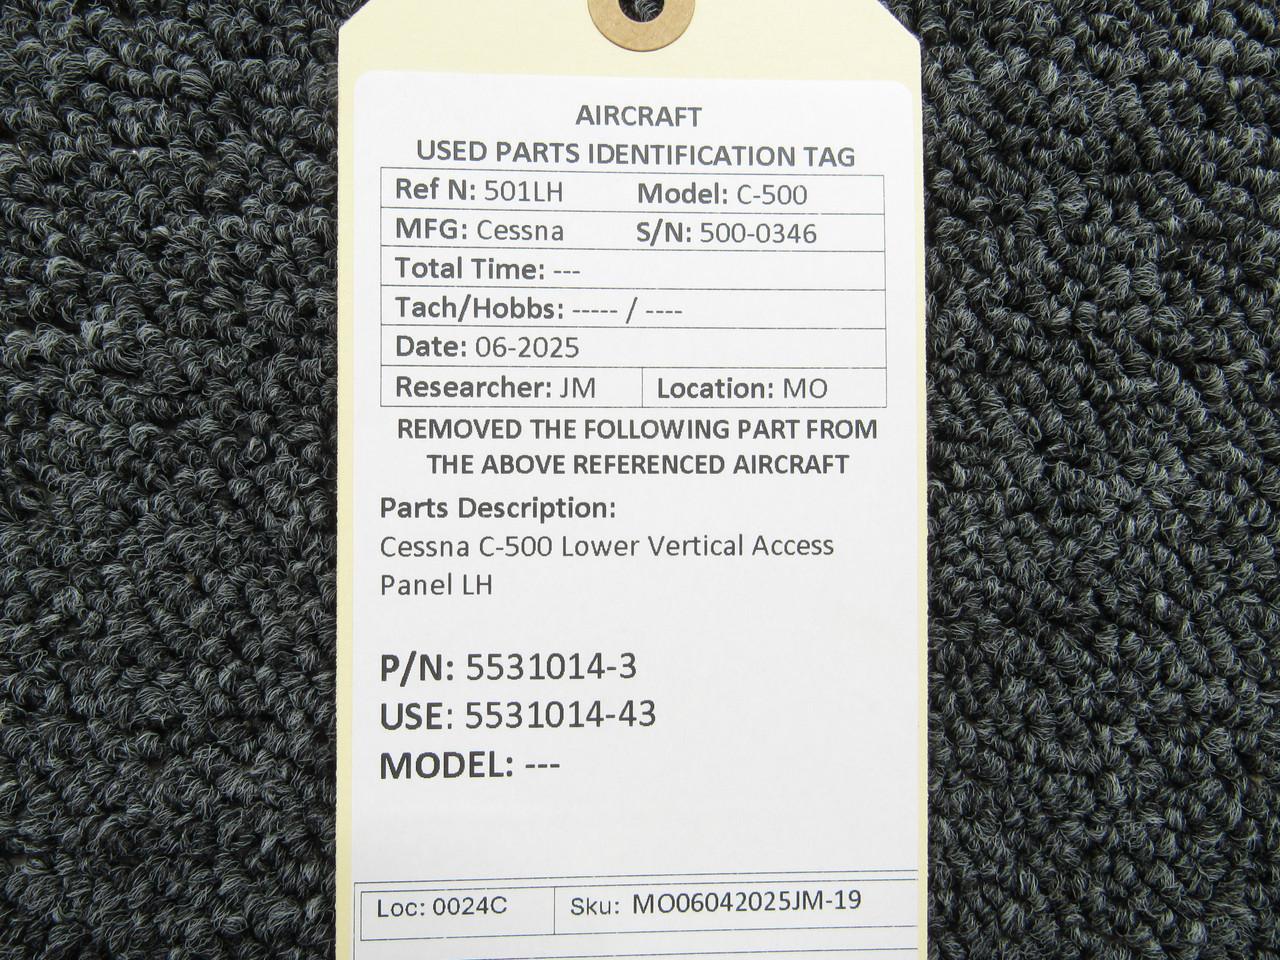 AIRCRAFT
USED PARTS IDENTIFICATION TAG
Ref N: 501LH Model: C-500
MFG: Cessna S/N: 500-0346
Total Time: ---
Tach/Hobbs: ----- / ----
Date: 06-2025
Researcher: JM Location: MO
REMOVED THE FOLLOWING PART FROM
THE ABOVE REFERENCED AIRCRAFT
Parts Description:
Cessna C-500 Lower Vertical Access
Panel LH
P/N: 5531014-3
USE: 5531014-43
MODEL: ---
Loc: 0024C Sku: MO06042025JM-19